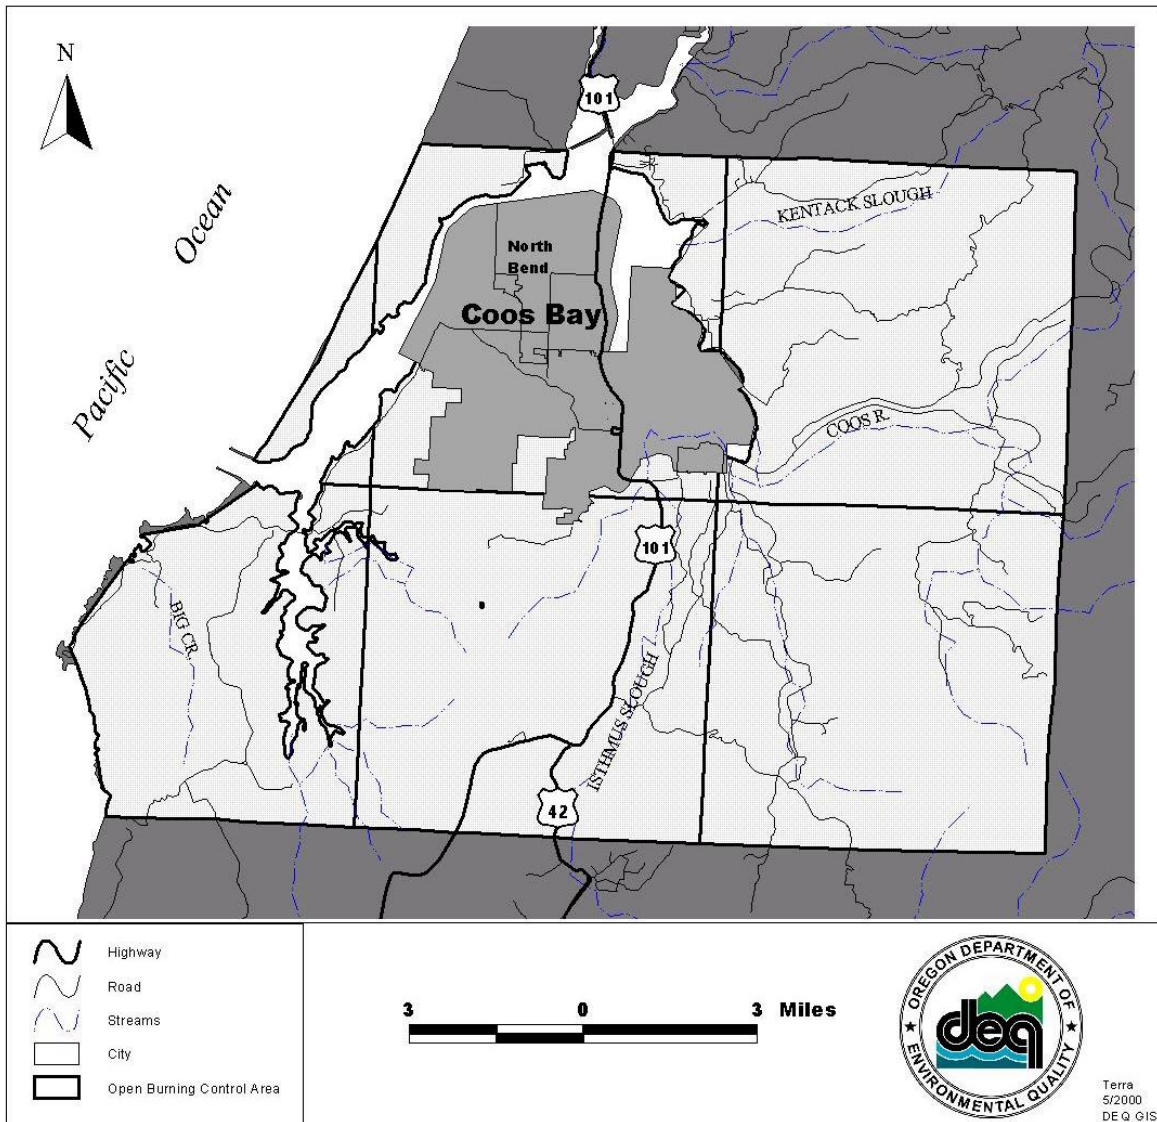 N
101
Ocean
Pacific
KENTACK SLOUGH
North
Bend
Coos Bay
COOS R.
101
BIG CR.
ISTHMUS SLOUGH
42
Highway
Road
Streams
City
Open Burning Control Area
3 0 3 Miles
OREGON DEPARTMENT OF
deq
ENVIRONMENTAL QUALITY
Terra
5/2000
DEQ GIS